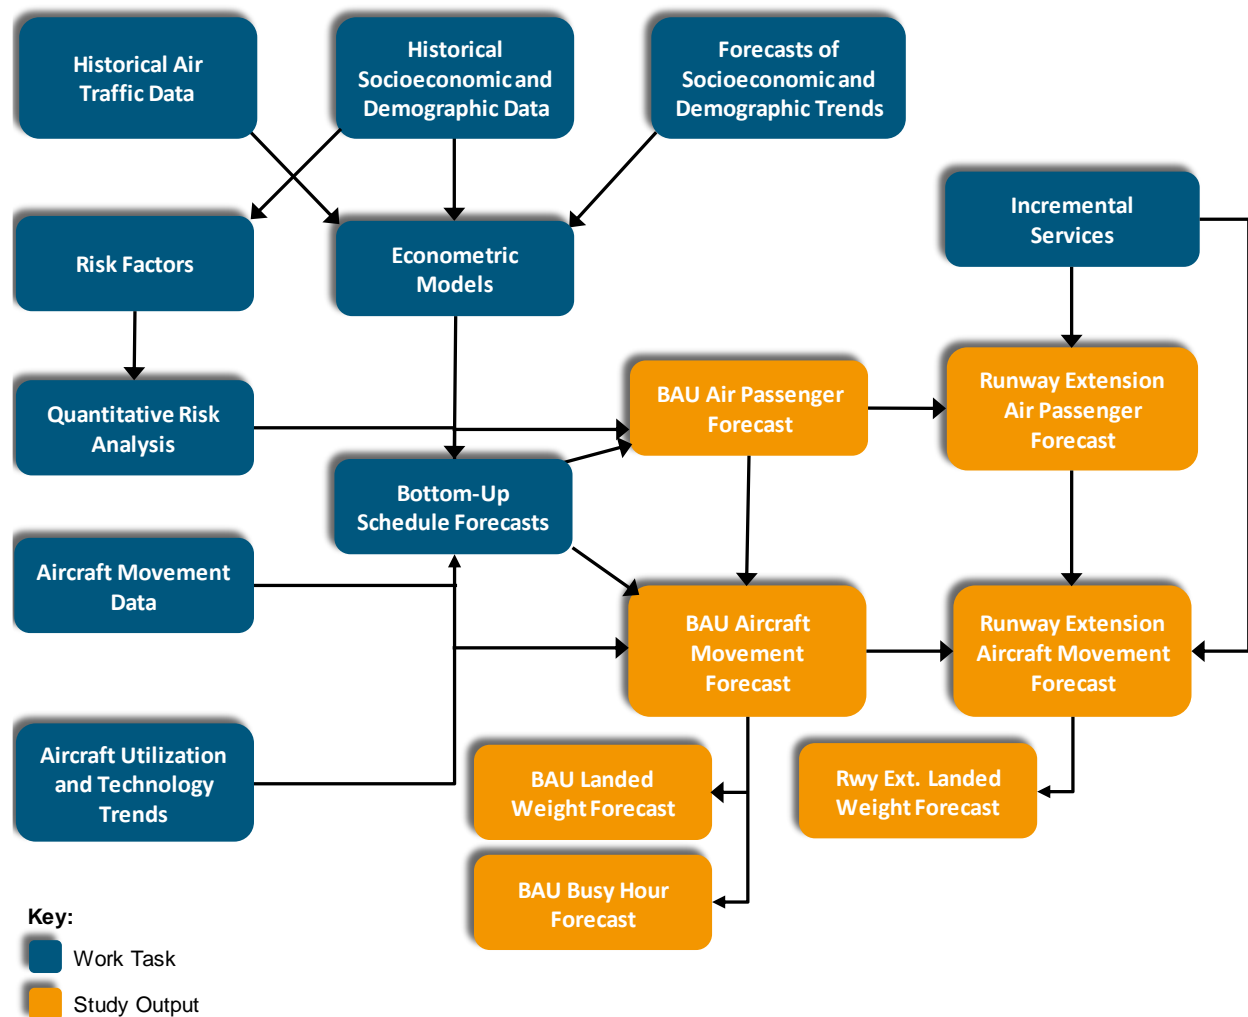 Historical Air
Traffic Data
Historical
Socioeconomic and
Demographic Data
Forecasts of
Socioeconomic and
Demographic Trends
Incremental
Services
Risk Factors
Econometric
Models
Quantitative Risk
Analysis
BAU Air Passenger
Forecast
Runway Extension
Air Passenger
Forecast
Bottom-Up
Schedule Forecasts
Aircraft Movement
Data
BAU Aircraft
Movement
Forecast
Runway Extension
Aircraft Movement
Forecast
Aircraft Utilization
and Technology
Trends
BAU Landed
Weight Forecast
Rwy Ext. Landed
Weight Forecast
BAU Busy Hour
Forecast
Key:
Work Task
Study Output